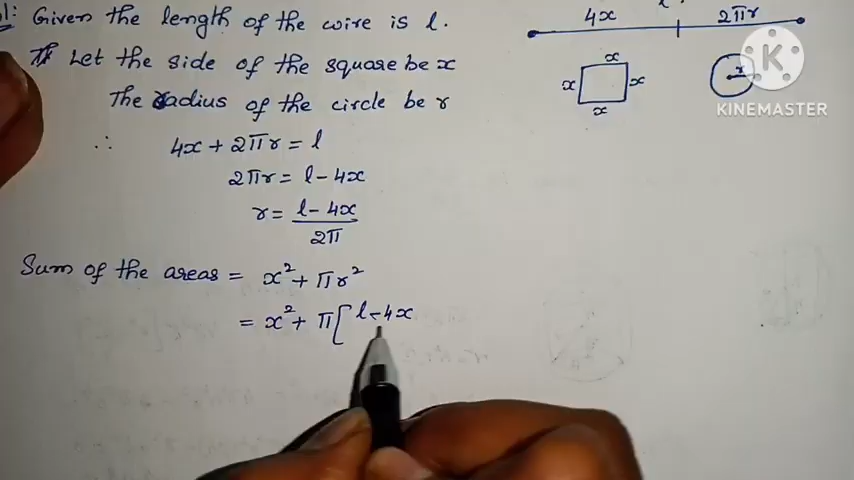 l: Given the length of the wire is l.
Let the side of the square be x
The radius of the circle be r
∴ 4x + 2πr = l
2πr = l - 4x
r = l - 4x / 2π
Sum of the areas = x² + πr²
= x² + π[ l - 4x
l
4x 2πr
x
x x
x
r
K
KINEMASTER